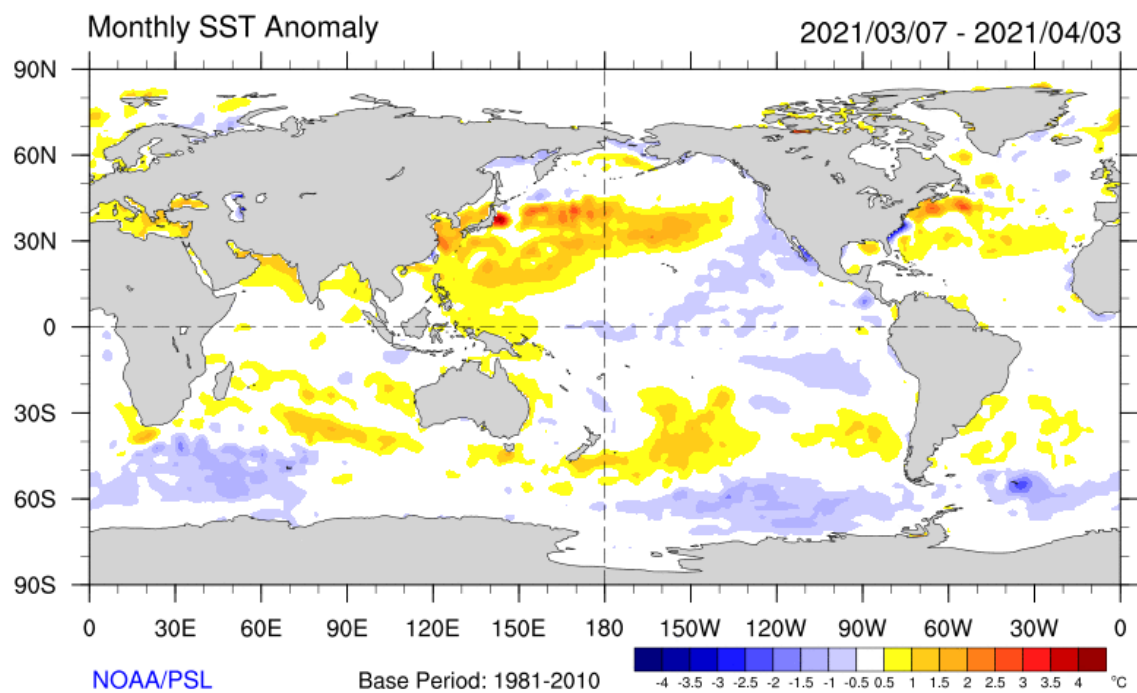 Monthly SST Anomaly 2021/03/07 - 2021/04/03
90N
60N
30N
0
30S
60S
90S
0 30E 60E 90E 120E 150E 180 150W 120W 90W 60W 30W 0
NOAA/PSL Base Period: 1981-2010
-4 -3.5 -3 -2.5 -2 -1.5 -1 -0.5 0.5 1 1.5 2 2.5 3 3.5 4 °C